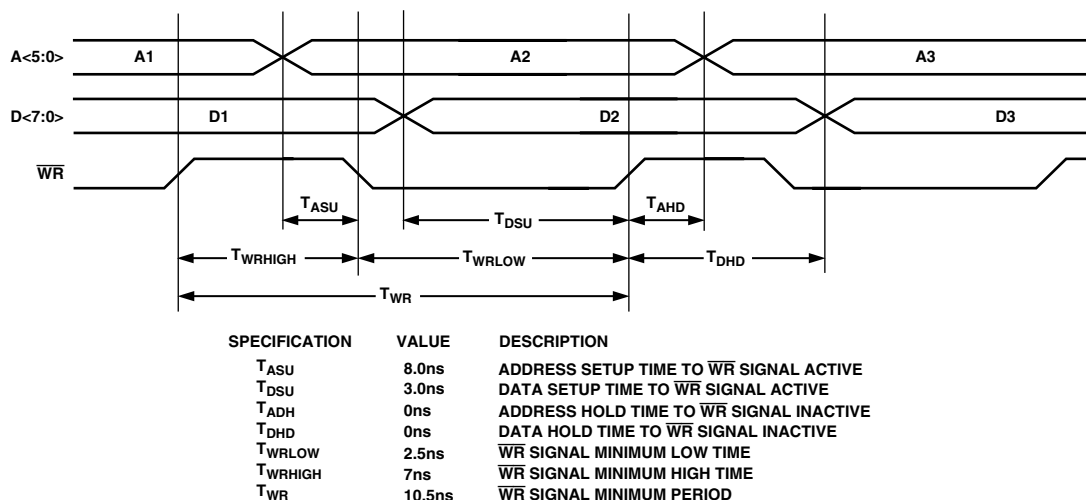 A<5:0> A1 A2 A3
D<7:0> D1 D2 D3
WR
TASU TAHD
TDSU
TWRHIGH TWRLOW TDHD
TWR
SPECIFICATION VALUE DESCRIPTION
TASU 8.0ns ADDRESS SETUP TIME TO WR SIGNAL ACTIVE
TDSU 3.0ns DATA SETUP TIME TO WR SIGNAL ACTIVE
TADH 0ns ADDRESS HOLD TIME TO WR SIGNAL INACTIVE
TDHD 0ns DATA HOLD TIME TO WR SIGNAL INACTIVE
TWRLOW 2.5ns WR SIGNAL MINIMUM LOW TIME
TWRHIGH 7ns WR SIGNAL MINIMUM HIGH TIME
TWR 10.5ns WR SIGNAL MINIMUM PERIOD